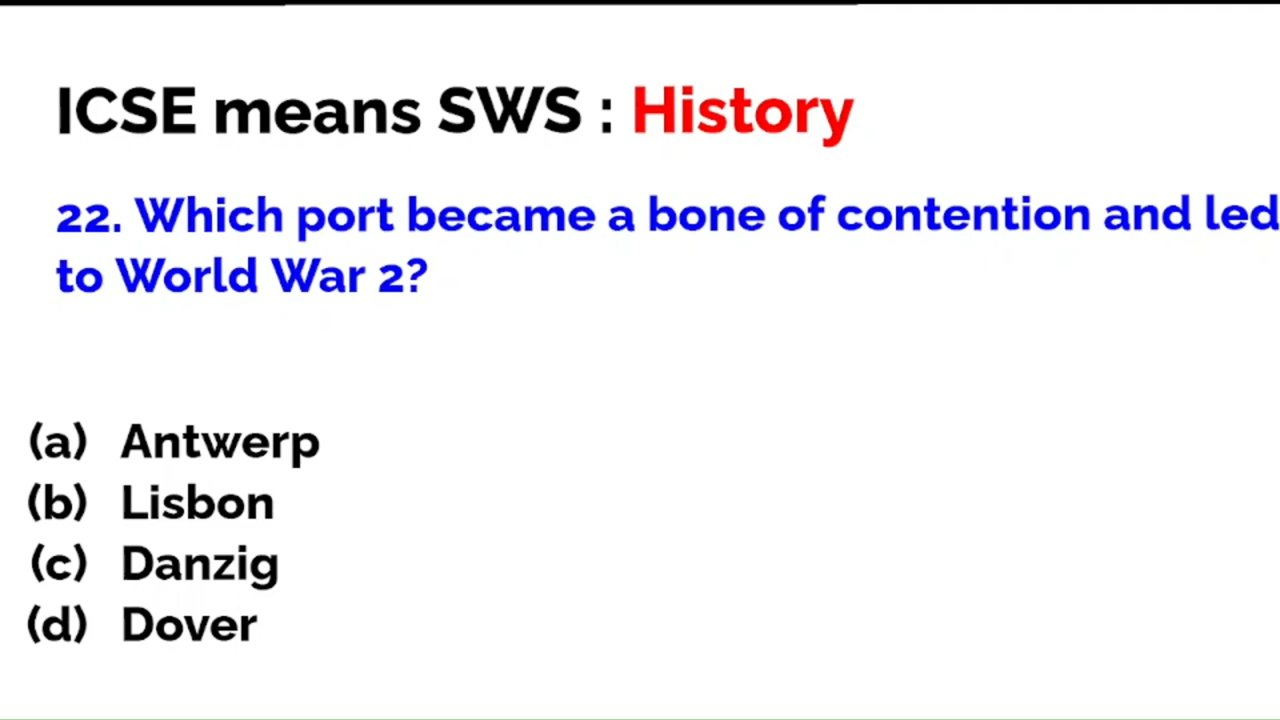 ICSE means SWS : History
22. Which port became a bone of contention and led
to World War 2?
(a) Antwerp
(b) Lisbon
(c) Danzig
(d) Dover